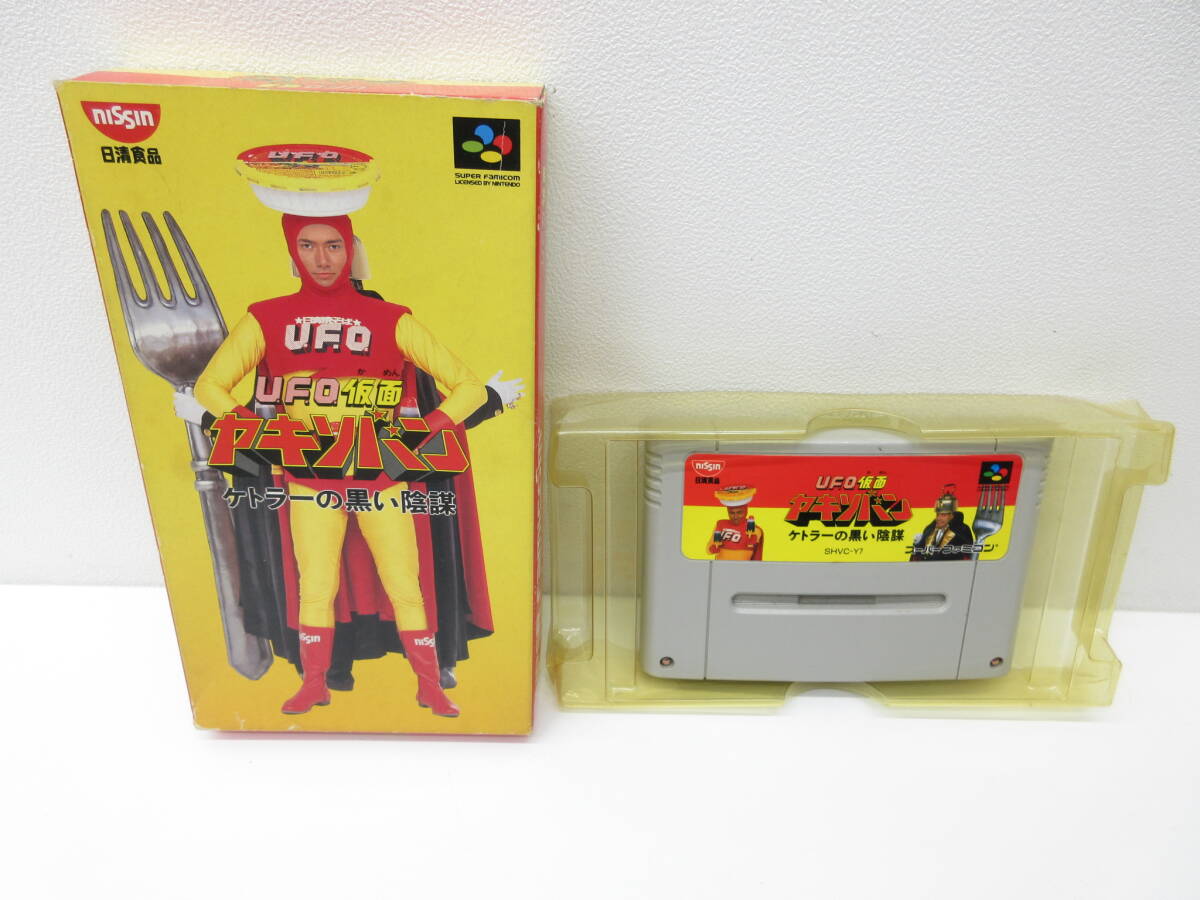 NISSIN
日清食品
SUPER FAMICOM
LICENSED BY NINTENDO
U.F.O.
U.F.O.
かめん
U.F.O.仮面
ヤキソバン
ケトラーの黒い陰謀
NISSIN
NISSIN
NISSIN
日清食品
かめん
U.F.O.仮面
ヤキソバン
ケトラーの黒い陰謀
SHVC-Y7
U.F.O.
スーパーファミコン